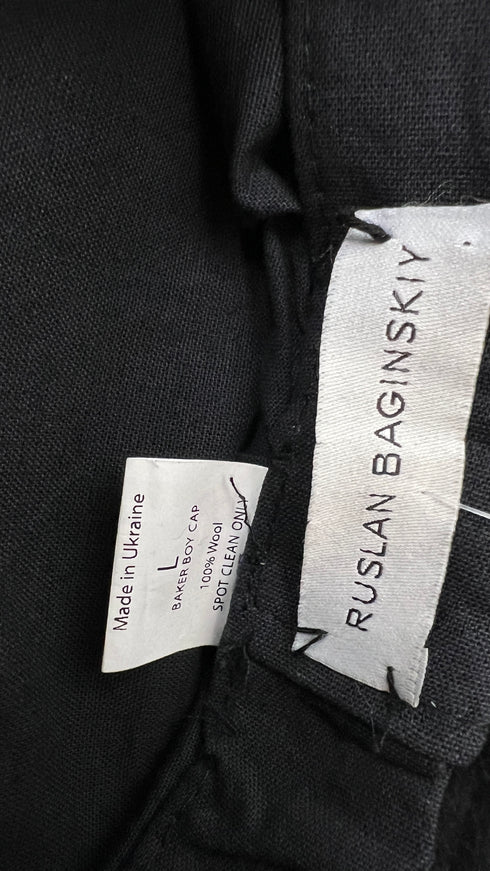 RUSLAN BAGINSKIY
Made in Ukraine
L
BAKER BOY CAP
100% Wool
SPOT CLEAN ONLY